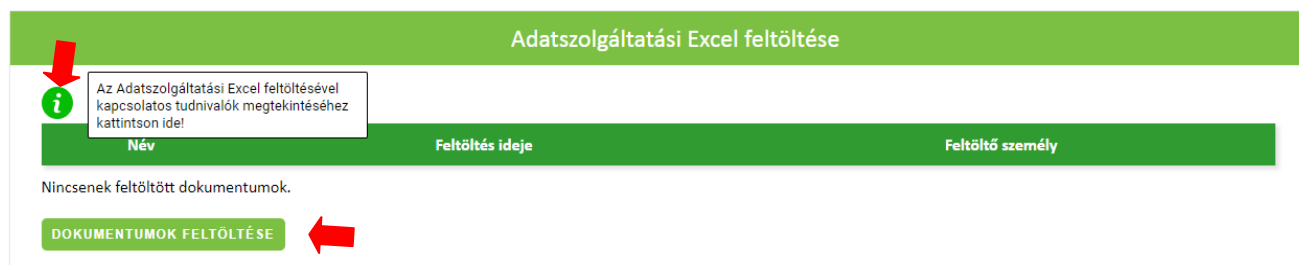 Adatszolgáltatási Excel feltöltése
i
Az Adatszolgáltatási Excel feltöltésével
kapcsolatos tudnivalók megtekintéséhez
kattintson ide!
Név Feltöltés ideje Feltöltő személy
Nincsenek feltöltött dokumentumok.
DOKUMENTUMOK FELTÖLTÉSE